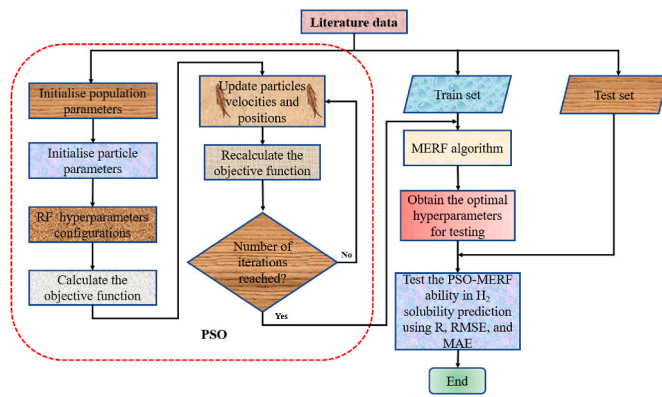 Literature data
Initialise population
parameters
Initialise particle
parameters
RF hyperparameters
configurations
Calculate the
objective function
Update particles
velocities and
positions
Recalculate the
objective function
Number of
iterations
reached?
No
Yes
PSO
Train set
MERF algorithm
Obtain the optimal
hyperparameters
for testing
Test set
Test the PSO-MERF
ability in H₂
solubility prediction
using R, RMSE, and
MAE
End